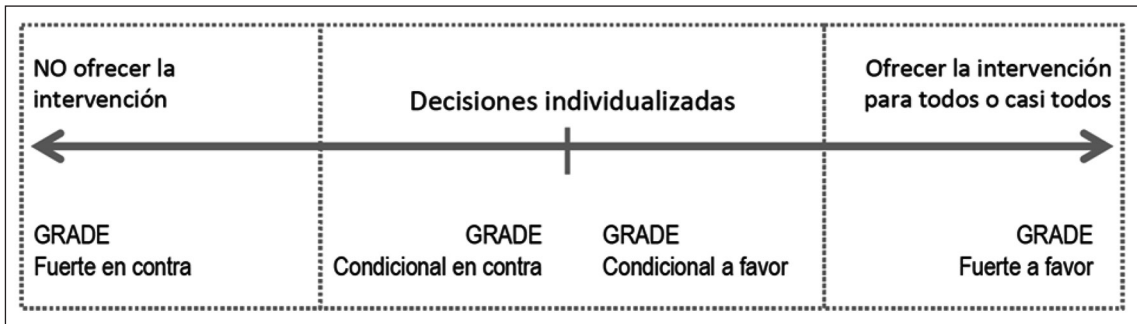 NO ofrecer la
intervención
Decisiones individualizadas
Ofrecer la intervención
para todos o casi todos
GRADE
Fuerte en contra
GRADE
Condicional en contra
GRADE
Condicional a favor
GRADE
Fuerte a favor